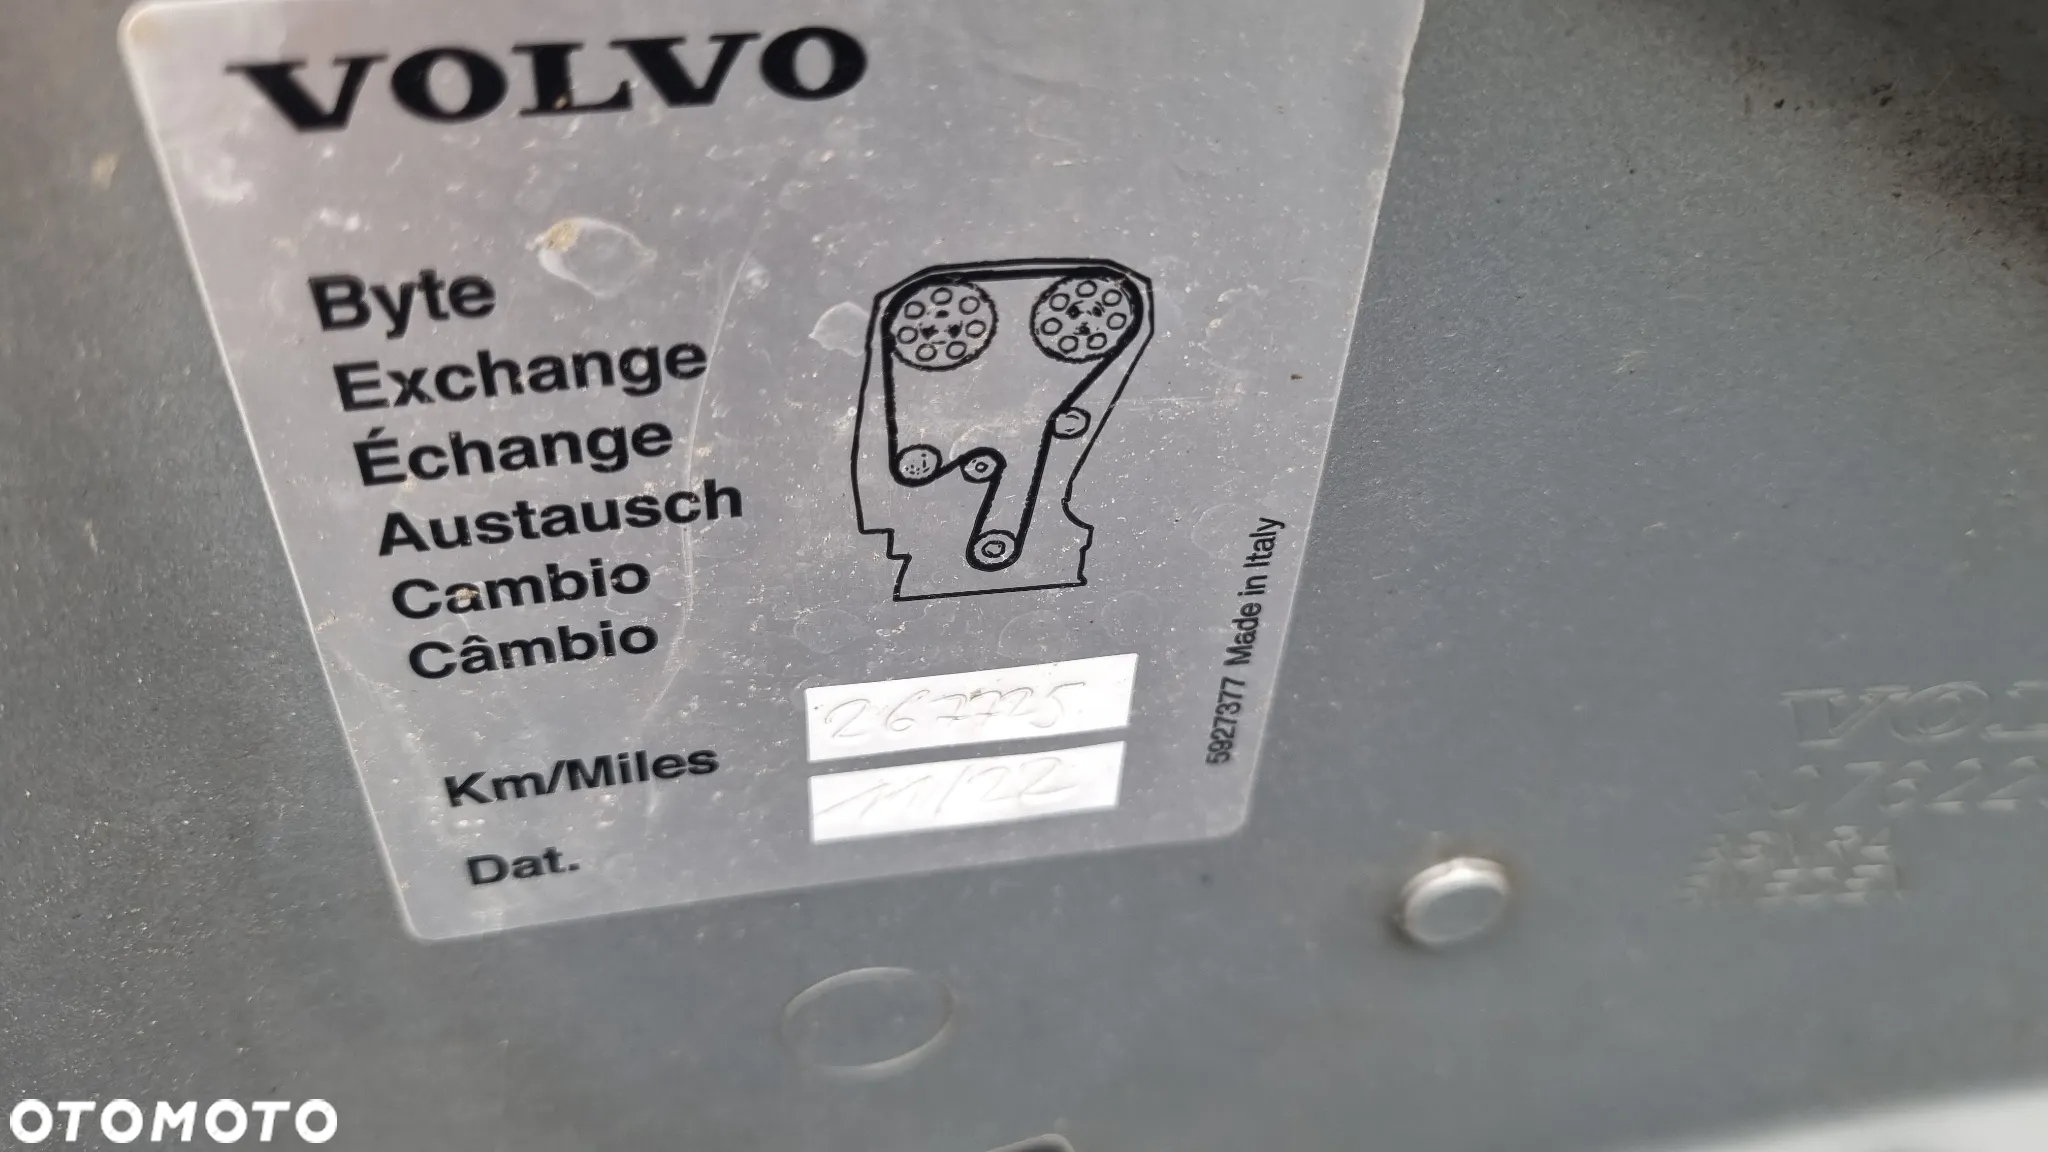 VOLVO
Byte
Exchange
Échange
Austausch
Cambio
Câmbio
Km/Miles 267725
Dat. 11/22
5927377 Made in Italy
OTOMOTO